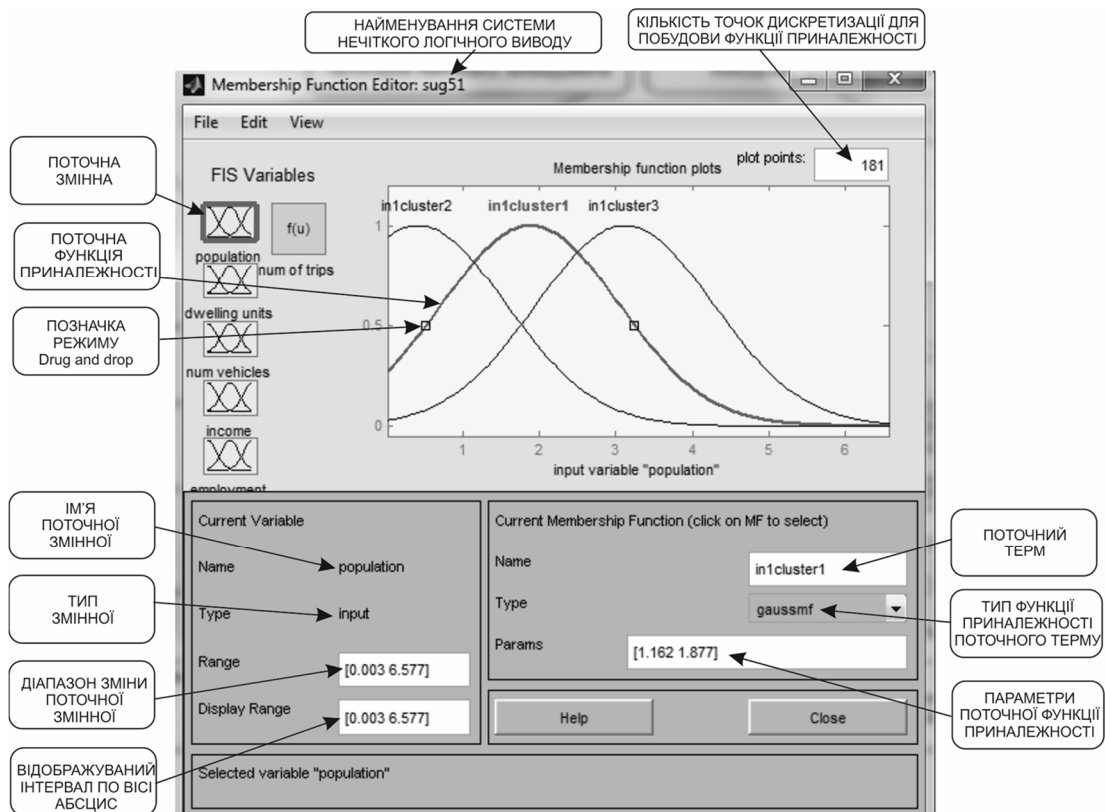 НАЙМЕНУВАННЯ СИСТЕМИ
НЕЧІТКОГО ЛОГІЧНОГО ВИВОДУ
КІЛЬКІСТЬ ТОЧОК ДИСКРЕТИЗАЦІЇ ДЛЯ
ПОБУДОВИ ФУНКЦІЇ ПРИНАЛЕЖНОСТІ
Membership Function Editor: sug51
File Edit View
ПОТОЧНА
ЗМІННА
ПОТОЧНА
ФУНКЦІЯ
ПРИНАЛЕЖНОСТІ
ПОЗНАЧКА
РЕЖИМУ
Drug and drop
FIS Variables
f(u)
population
num of trips
dwelling units
num vehicles
income
employment
Membership function plots
plot points:
181
in1cluster2
in1cluster1
in1cluster3
1
0.5
0
1 2 3 4 5 6
input variable "population"
ІМ'Я
ПОТОЧНОЇ
ЗМІННОЇ
ТИП
ЗМІННОЇ
ДІАПАЗОН ЗМІНИ
ПОТОЧНОЇ
ЗМІННОЇ
ВІДОБРАЖУВАНИЙ
ІНТЕРВАЛ ПО ВІСІ
АБСЦИС
Current Variable
Name population
Type input
Range [0.003 6.577]
Display Range [0.003 6.577]
Current Membership Function (click on MF to select)
Name in1cluster1
Type gaussmf
Params [1.162 1.877]
Help Close
Selected variable "population"
ПОТОЧНИЙ
ТЕРМ
ТИП ФУНКЦІЇ
ПРИНАЛЕЖНОСТІ
ПОТОЧНОГО ТЕРМУ
ПАРАМЕТРИ
ПОТОЧНОЇ ФУНКЦІЇ
ПРИНАЛЕЖНОСТІ